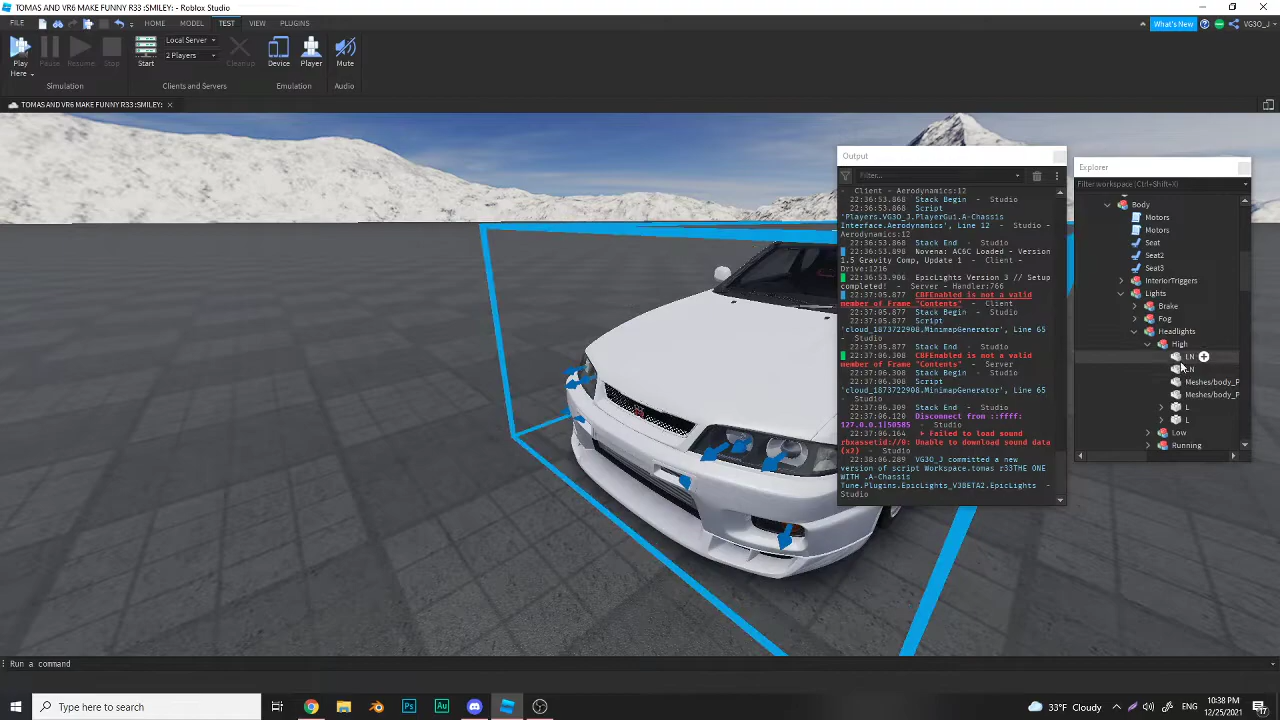 TOMAS AND VR6 MAKE FUNNY R33 :SMILEY: - Roblox Studio
FILE HOME MODEL TEST VIEW PLUGINS
What's New VG3O_J
Play Here Pause Resume Stop
Simulation
Start Local Server 2 Players Cleanup
Clients and Servers
Device Player
Emulation
Mute
Audio
TOMAS AND VR6 MAKE FUNNY R33 :SMILEY:
Output
Filter...
- Client - Aerodynamics:12
22:36:53.868 Stack Begin - Studio
22:36:53.868 Script
'Players.VG3O_J.PlayerGui.A-Chassis
Interface.Aerodynamics', Line 12 - Studio -
Aerodynamics:12
22:36:53.868 Stack End - Studio
22:36:53.890 Novena: AC6C Loaded - Version
1.5 Gravity Comp, Update 1 - Client -
Drive:1216
22:36:53.906 EpicLights Version 3 // Setup
completed! - Server - Handler:766
22:37:05.877 CBFEnabled is not a valid
member of Frame "Contents" - Client
22:37:05.877 Stack Begin - Studio
22:37:05.877 Script
'cloud_1873722908.MinimapGenerator', Line 65
- Studio
22:37:05.877 Stack End - Studio
22:37:06.308 CBFEnabled is not a valid
member of Frame "Contents" - Server
22:37:06.308 Stack Begin - Studio
22:37:06.308 Script
'cloud_1873722908.MinimapGenerator', Line 65
- Studio
22:37:06.309 Stack End - Studio
22:37:06.120 Disconnect from ::ffff:
127.0.0.1|50585 - Studio
22:37:06.164 Failed to load sound
rbxassetid://0: Unable to download sound data
(x2) - Studio
22:38:06.289 VG3O_J committed a new
version of script Workspace.tomas r33THE ONE
WITH .A-Chassis
Tune.Plugins.EpicLights_V3BETA2.EpicLights -
Studio
Explorer
Filter workspace (Ctrl+Shift+X)
Body
Motors
Motors
Seat
Seat2
Seat3
InteriorTriggers
Lights
Brake
Fog
Headlights
High
LN
LN
Meshes/body_P
Meshes/body_P
L
L
Low
Running
Run a command
Type here to search
Ps
Au
33°F Cloudy
ENG
10:38 PM
12/25/2021